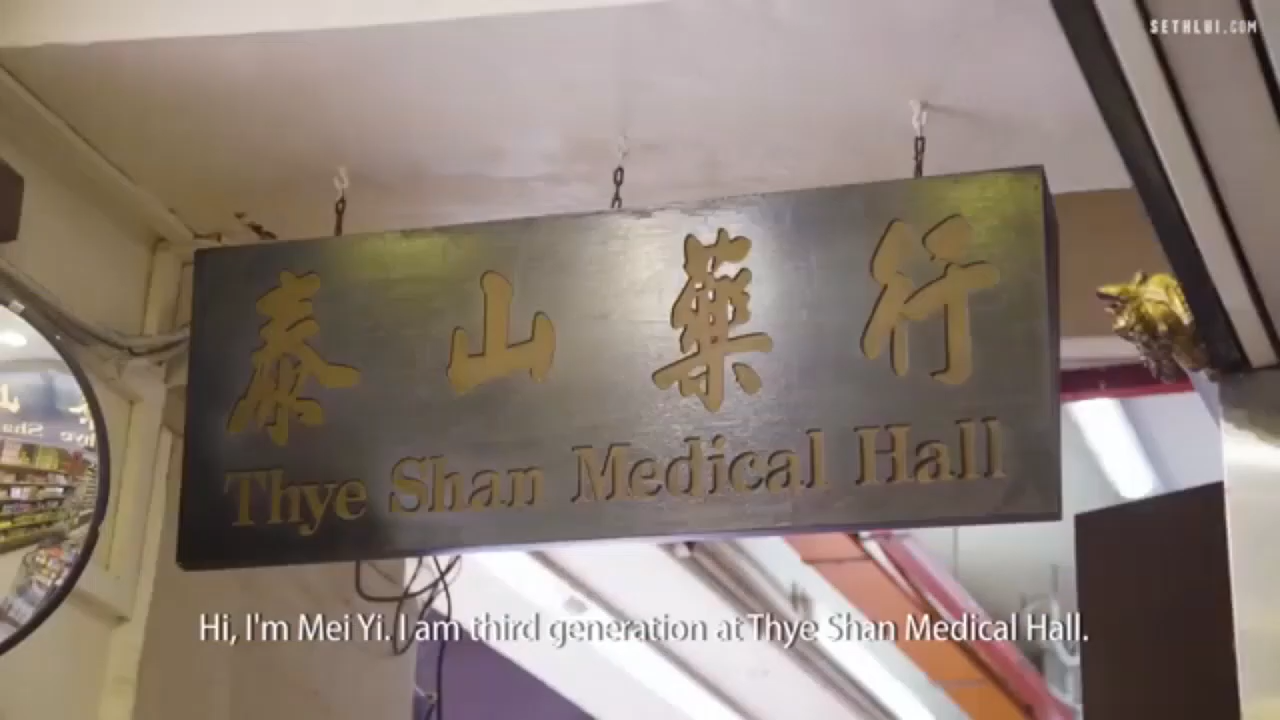 SETHLUI.COM
泰山藥行
Thye Shan Medical Hall
Hi, I'm Mei Yi. I am third generation at Thye Shan Medical Hall.